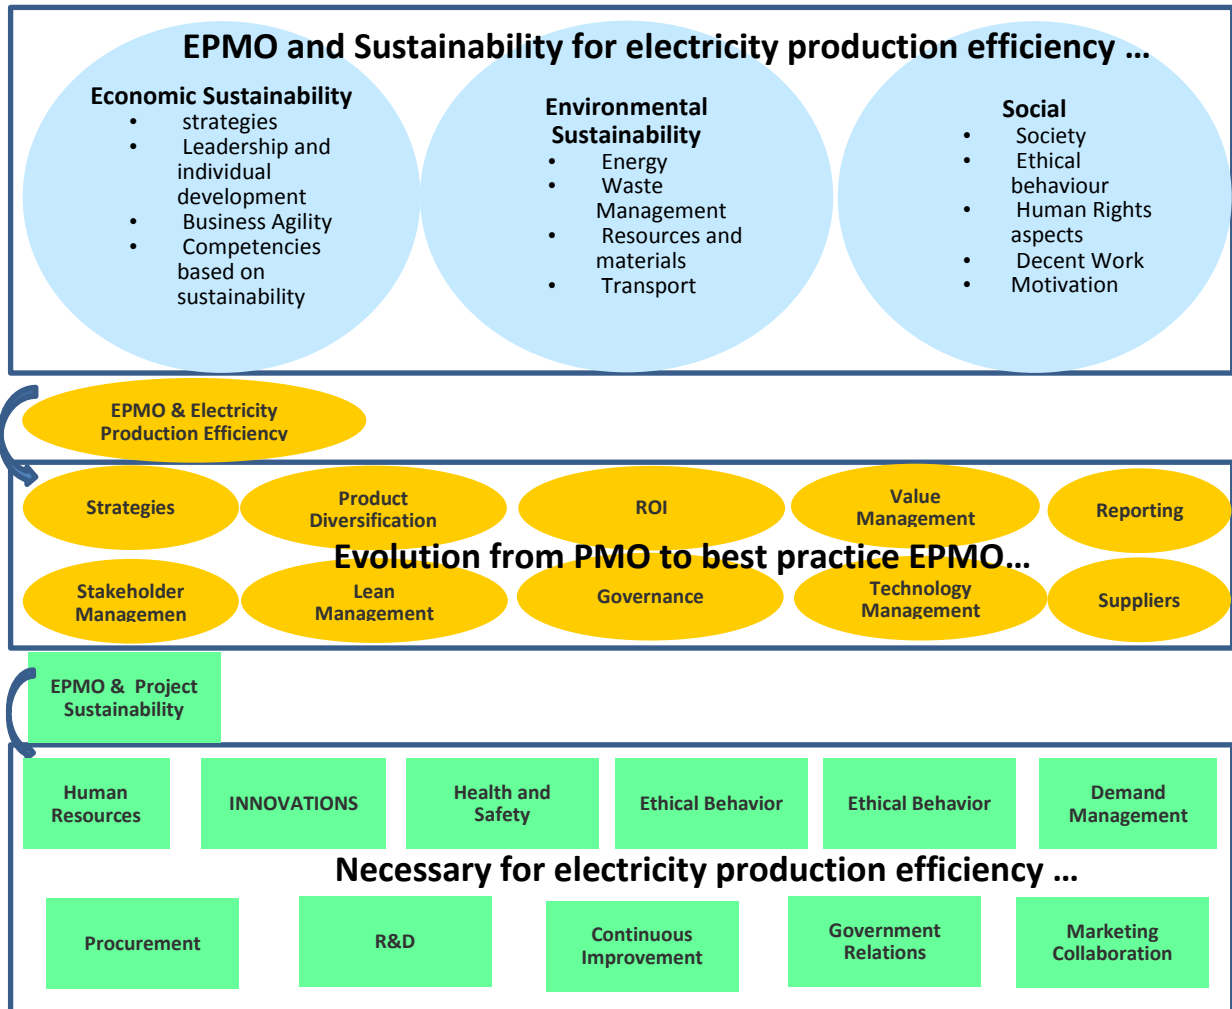 EPMO and Sustainability for electricity production efficiency ...
Economic Sustainability
• strategies
• Leadership and
individual
development
• Business Agility
• Competencies
based on
sustainability
Environmental
Sustainability
• Energy
• Waste
Management
• Resources and
materials
• Transport
Social
• Society
• Ethical
behaviour
• Human Rights
aspects
• Decent Work
• Motivation
EPMO & Electricity
Production Efficiency
Strategies
Product
Diversification
ROI
Value
Management
Reporting
Evolution from PMO to best practice EPMO...
Stakeholder
Managemen
Lean
Management
Governance
Technology
Management
Suppliers
EPMO & Project
Sustainability
Human
Resources
INNOVATIONS
Health and
Safety
Ethical Behavior
Ethical Behavior
Demand
Management
Necessary for electricity production efficiency ...
Procurement
R&D
Continuous
Improvement
Government
Relations
Marketing
Collaboration